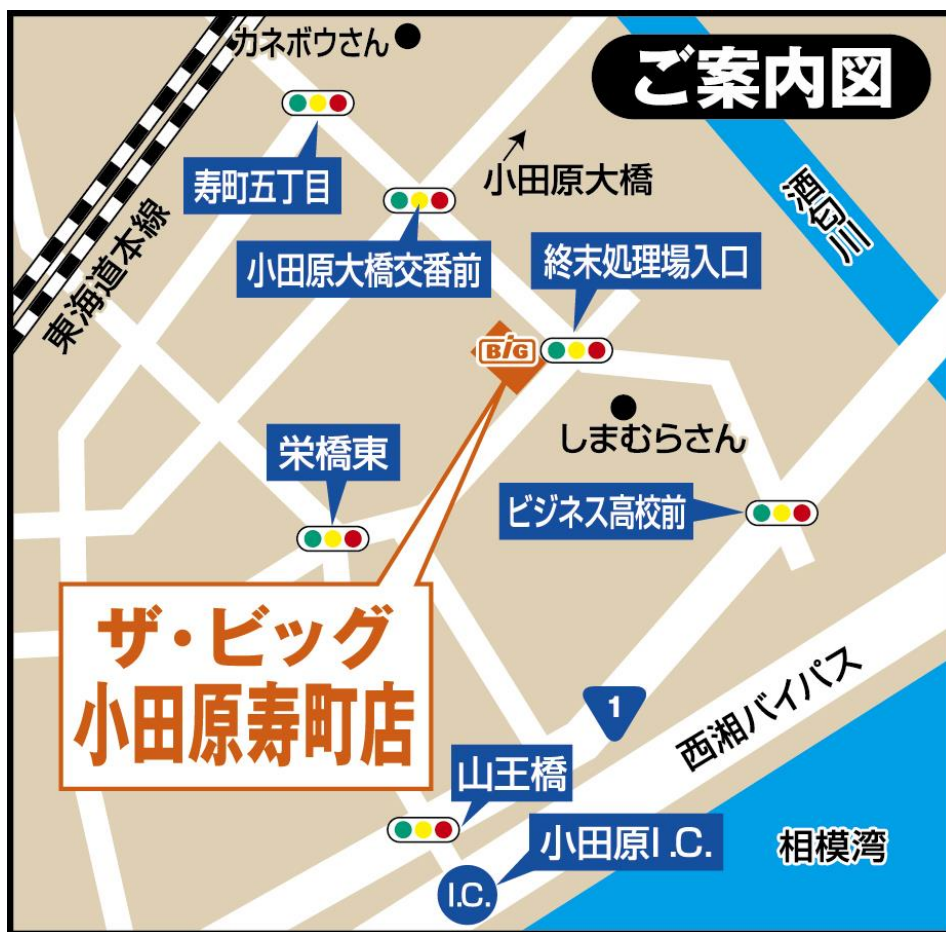 カネボウさん
ご案内図
寿町五丁目
小田原大橋
酒匂川
東海道本線
小田原大橋交番前
終末処理場入口
BiG
しまむらさん
栄橋東
ビジネス高校前
ザ・ビッグ
小田原寿町店
1
西湘バイパス
山王橋
小田原I.C.
相模湾
I.C.